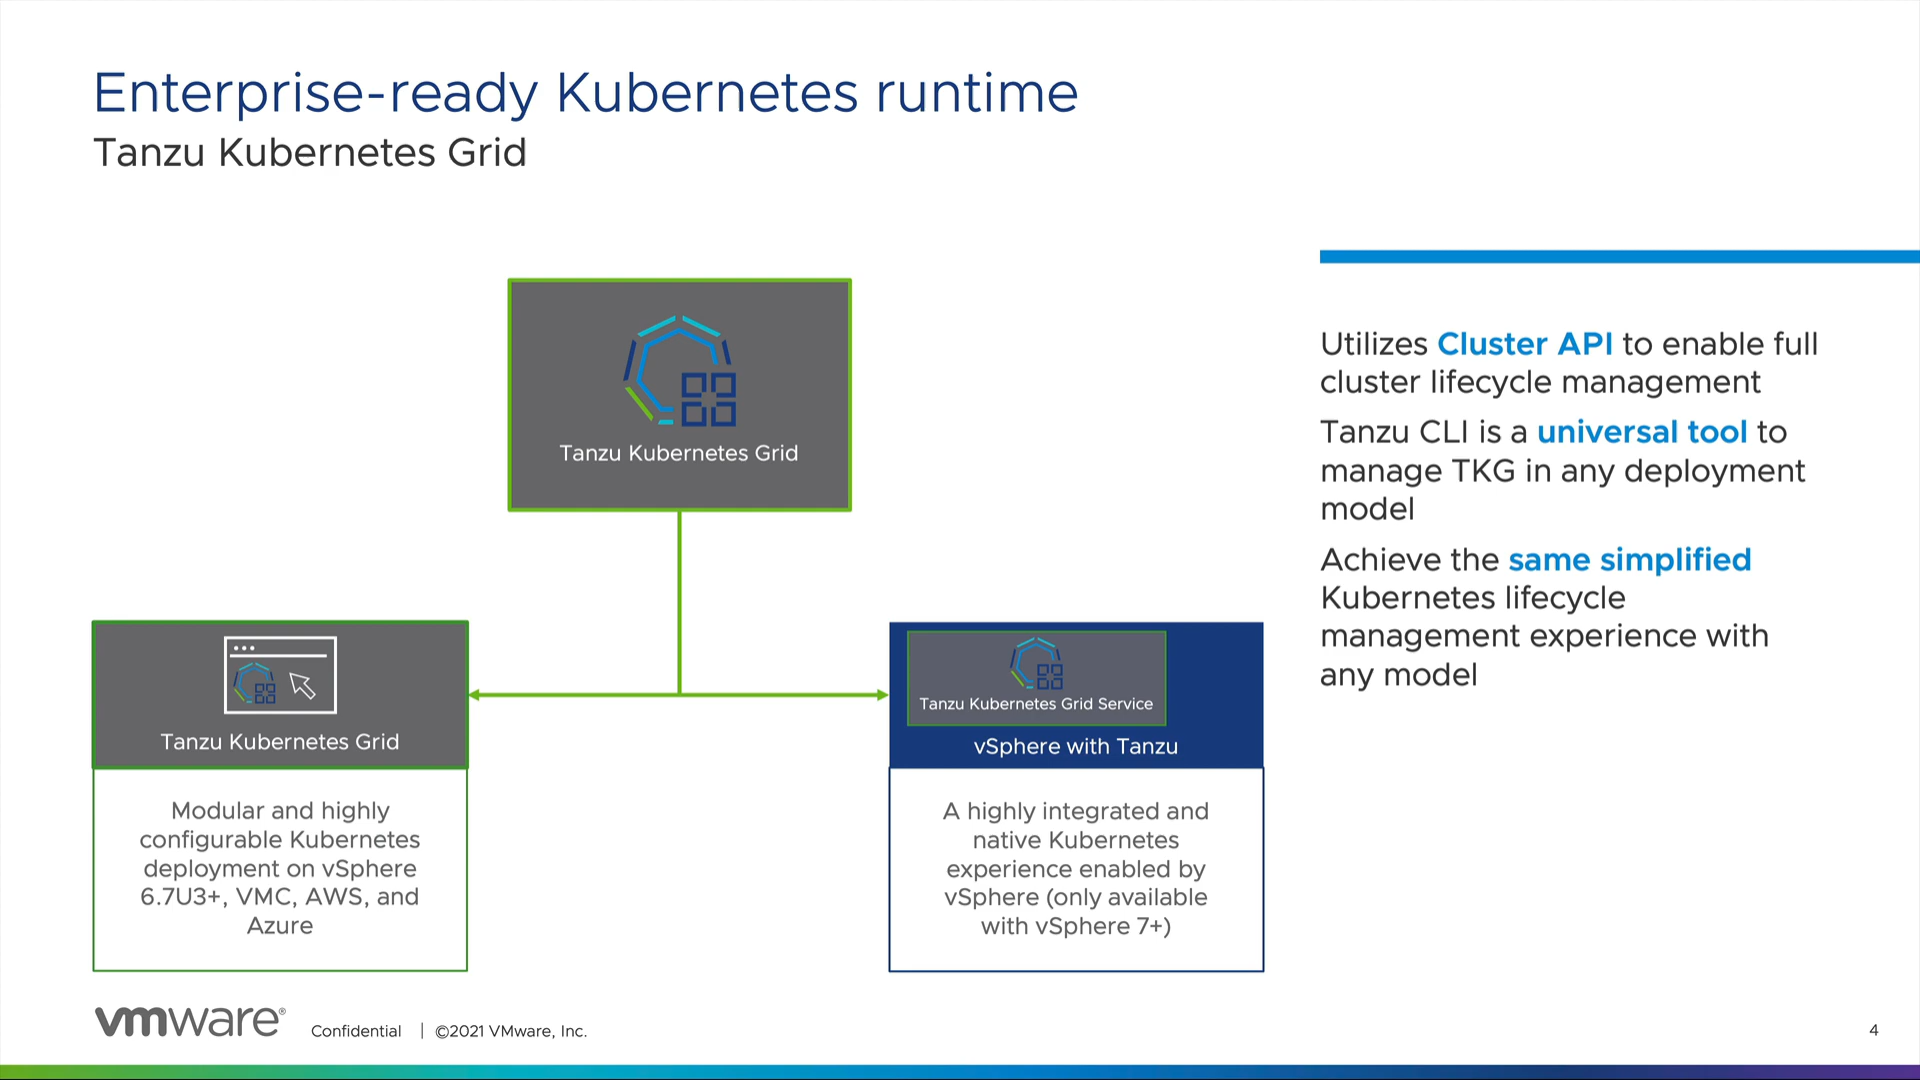 Enterprise-ready Kubernetes runtime
Tanzu Kubernetes Grid
Tanzu Kubernetes Grid
Tanzu Kubernetes Grid
Modular and highly
configurable Kubernetes
deployment on vSphere
6.7U3+, VMC, AWS, and
Azure
Tanzu Kubernetes Grid Service
vSphere with Tanzu
A highly integrated and
native Kubernetes
experience enabled by
vSphere (only available
with vSphere 7+)
Utilizes Cluster API to enable full
cluster lifecycle management
Tanzu CLI is a universal tool to
manage TKG in any deployment
model
Achieve the same simplified
Kubernetes lifecycle
management experience with
any model
vmware®
Confidential | ©2021 VMware, Inc.
4